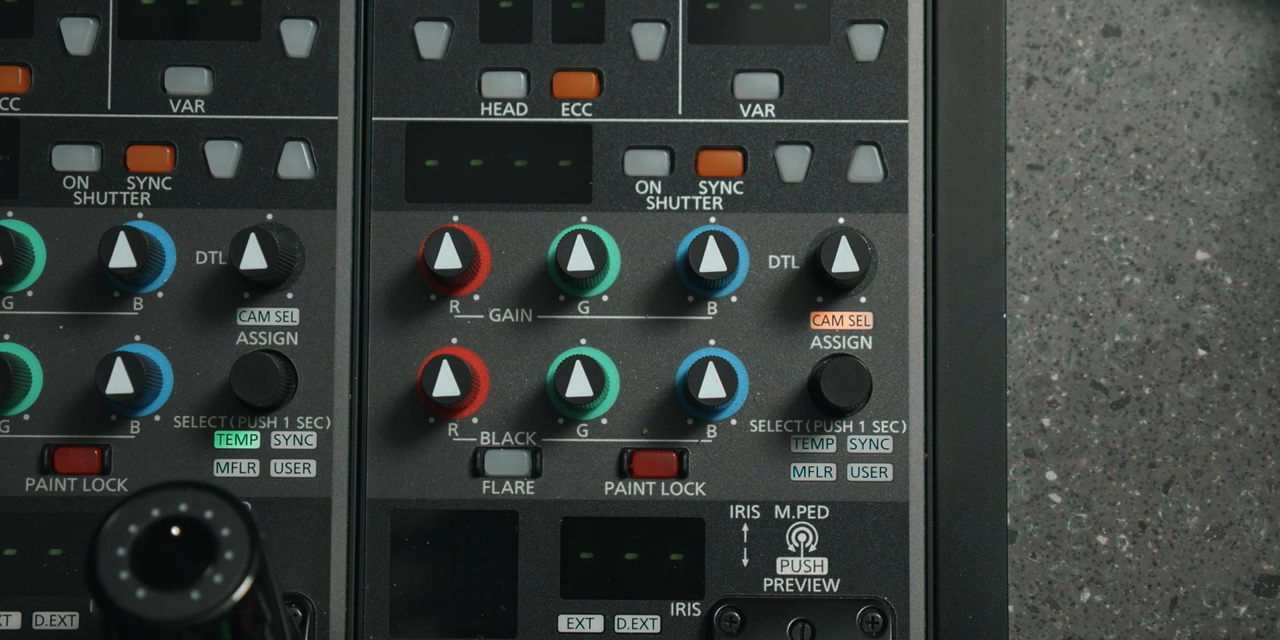 CC
VAR
ON SYNC
SHUTTER
G B DTL
CAM SEL
ASSIGN
G B
SELECT (PUSH 1 SEC)
TEMP SYNC
MFLR USER
PAINT LOCK
D.EXT
HEAD ECC VAR
ON SYNC
SHUTTER
DTL
R GAIN G B
CAM SEL
ASSIGN
R BLACK G B
SELECT (PUSH 1 SEC)
TEMP SYNC
MFLR USER
FLARE PAINT LOCK
IRIS M.PED
PUSH
PREVIEW
IRIS
EXT D.EXT